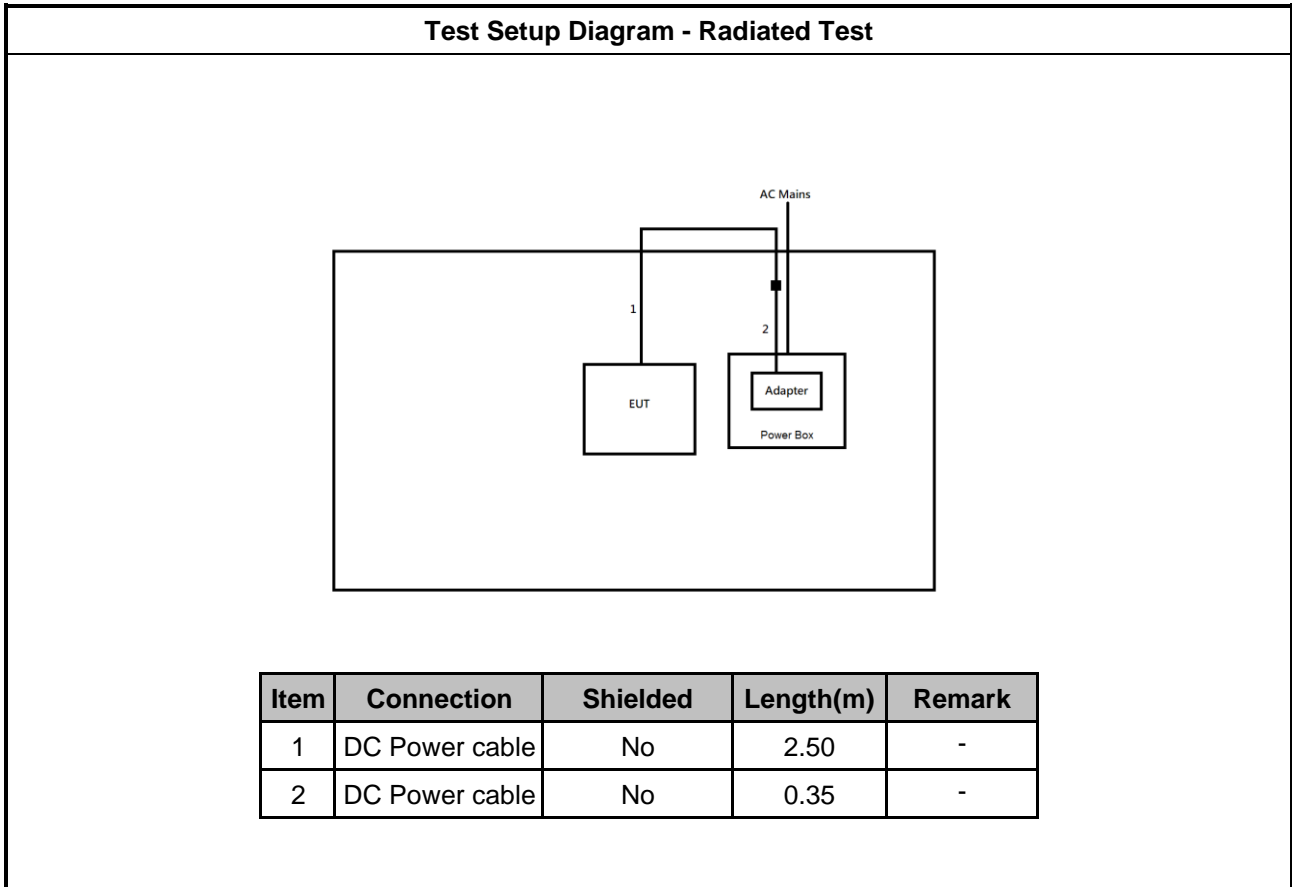 Test Setup Diagram - Radiated Test
AC Mains
1
2
EUT
Adapter
Power Box
Item Connection Shielded Length(m) Remark
1 DC Power cable No 2.50 -
2 DC Power cable No 0.35 -